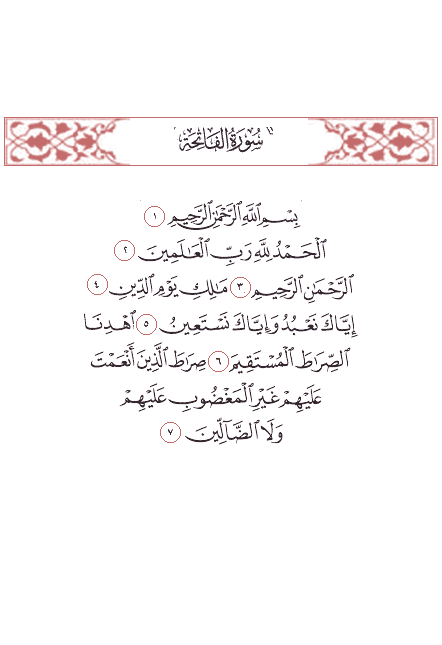 سُورَةُ الفَاتِحَةِ
بِسْمِ ٱللَّهِ ٱلرَّحْمَٰنِ ٱلرَّحِيمِ ١
ٱلْحَمْدُ لِلَّهِ رَبِّ ٱلْعَٰلَمِينَ ٢
ٱلرَّحْمَٰنِ ٱلرَّحِيمِ ٣ مَٰلِكِ يَوْمِ ٱلدِّينِ ٤
إِيَّاكَ نَعْبُدُ وَإِيَّاكَ نَسْتَعِينُ ٥ ٱهْدِنَا
ٱلصِّرَٰطَ ٱلْمُسْتَقِيمَ ٦ صِرَٰطَ ٱلَّذِينَ أَنْعَمْتَ
عَلَيْهِمْ غَيْرِ ٱلْمَغْضُوبِ عَلَيْهِمْ
وَلَا ٱلضَّآلِّينَ ٧